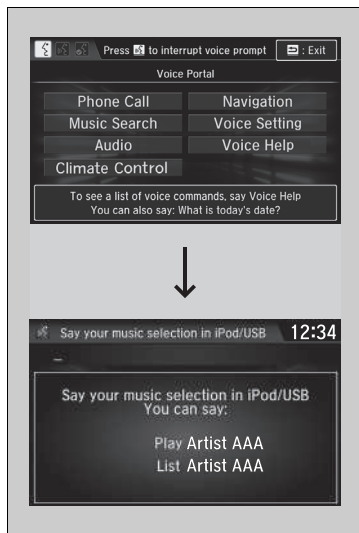 Press to interrupt voice prompt : Exit
Voice Portal
Phone Call Navigation
Music Search Voice Setting
Audio Voice Help
Climate Control
To see a list of voice commands, say Voice Help
You can also say: What is today's date?
Say your music selection in iPod/USB 12:34
Say your music selection in iPod/USB
You can say:
Play Artist AAA
List Artist AAA